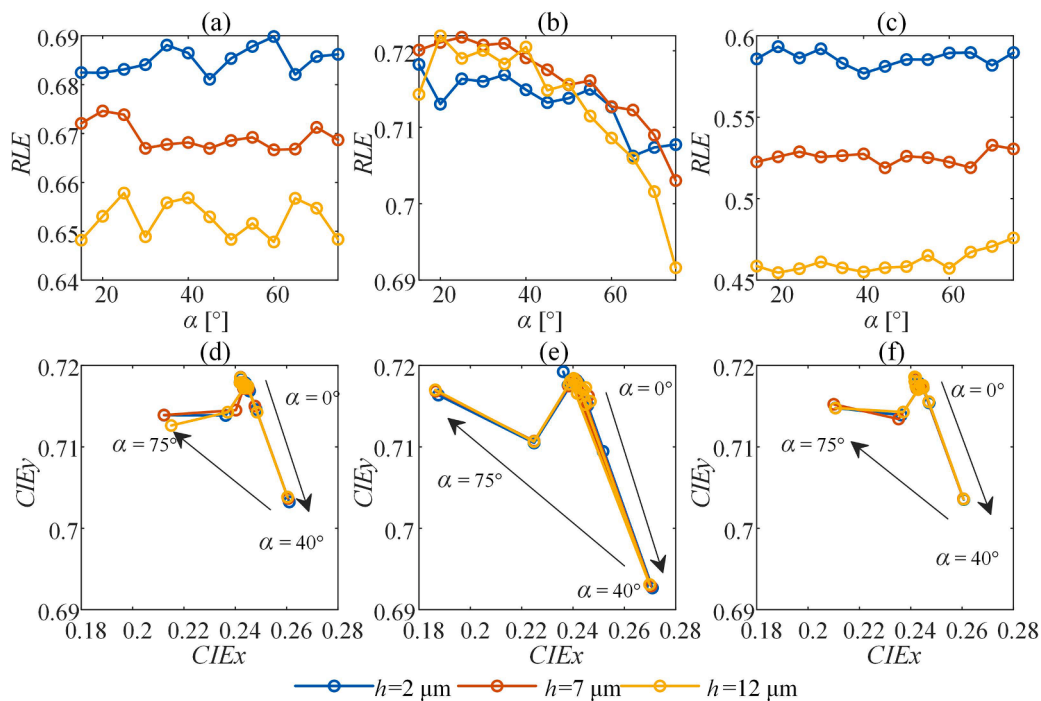 (a) (b) (c)
0.69 0.72 0.6
0.68
0.67 0.71 0.55
0.66 0.7 0.5
0.65
0.64 0.69 0.45
RLE RLE RLE
20 40 60 20 40 60 20 40 60
α [°] α [°] α [°]
(d) (e) (f)
0.72 0.72 0.72
α = 0° α = 0° α = 0°
0.71 0.71 0.71
α = 75° α = 75° α = 75°
CIEy CIEy CIEy
0.7 0.7 0.7
α = 40° α = 40° α = 40°
0.69 0.69 0.69
0.18 0.2 0.22 0.24 0.26 0.28 0.18 0.2 0.22 0.24 0.26 0.28 0.18 0.2 0.22 0.24 0.26 0.28
CIEx CIEx CIEx
h=2 μm h=7 μm h=12 μm